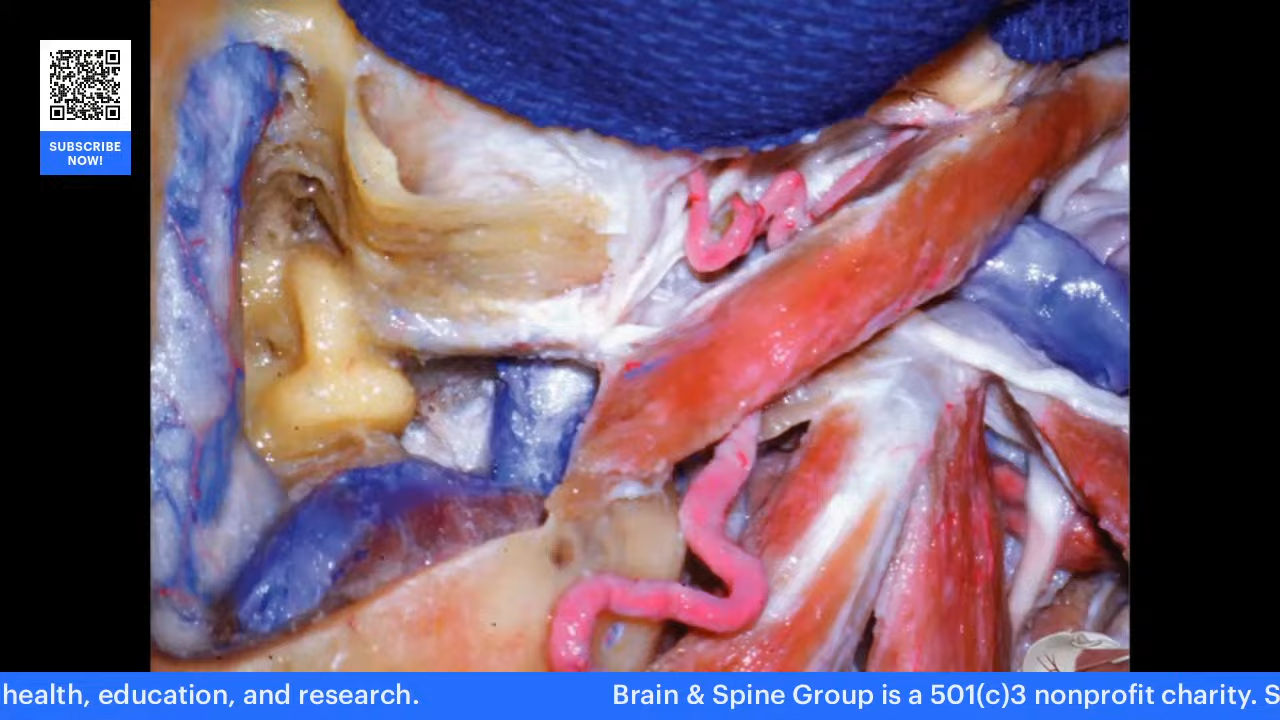 SUBSCRIBE
NOW!
health, education, and research.
Brain & Spine Group is a 501(c)3 nonprofit charity. S